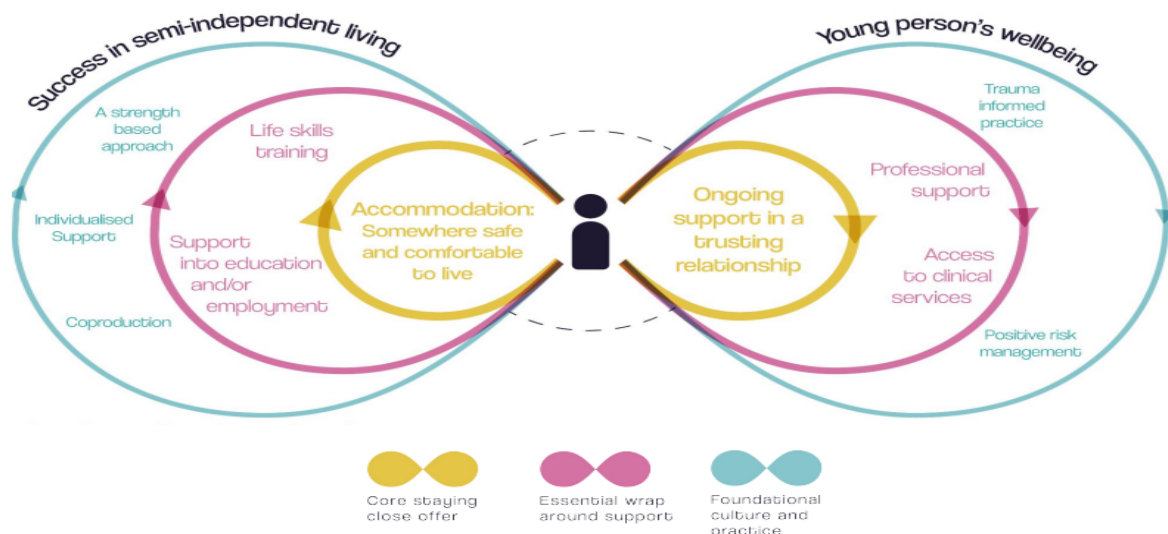 Success in semi-independent living
Young person's wellbeing
A strength
based
approach
Individualised
Support
Coproduction
Life skills
training
Support
into education
and/or
employment
Accommodation:
Somewhere safe
and comfortable
to live
Ongoing
support in a
trusting
relationship
Professional
support
Access
to clinical
services
Trauma
informed
practice
Positive risk
management
Core staying
close offer
Essential wrap
around support
Foundational
culture and
practice